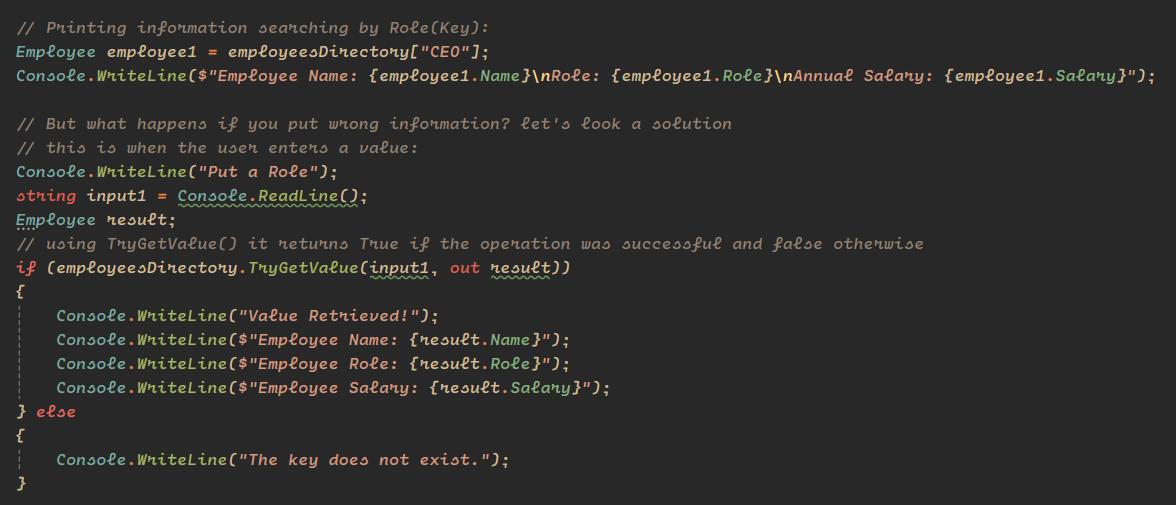 // Printing information searching by Role(Key):
Employee employee1 = employeesDirectory["CEO"];
Console.WriteLine($"Employee Name: {employee1.Name}\nRole: {employee1.Role}\nAnnual Salary: {employee1.Salary}");
// But what happens if you put wrong information? let's look a solution
// this is when the user enters a value:
Console.WriteLine("Put a Role");
string input1 = Console.ReadLine();
Employee result;
// using TryGetValue() it returns True if the operation was successful and false otherwise
if (employeesDirectory.TryGetValue(input1, out result))
{
    Console.WriteLine("Value Retrieved!");
    Console.WriteLine($"Employee Name: {result.Name}");
    Console.WriteLine($"Employee Role: {result.Role}");
    Console.WriteLine($"Employee Salary: {result.Salary}");
} else
{
    Console.WriteLine("The key does not exist.");
}